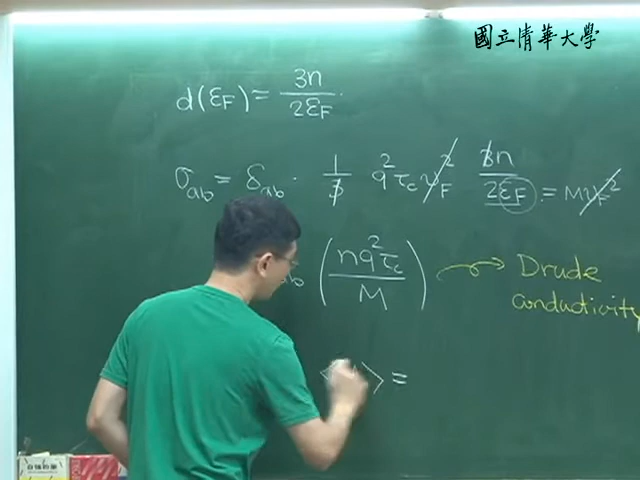 國立清華大學
d(εF) = 3n / 2εF .
σab = δab · 1/3 q²τc vF² 3n / 2εF = MvF²
ab ( nq²τc / M ) → Drude
conductivity
< > =